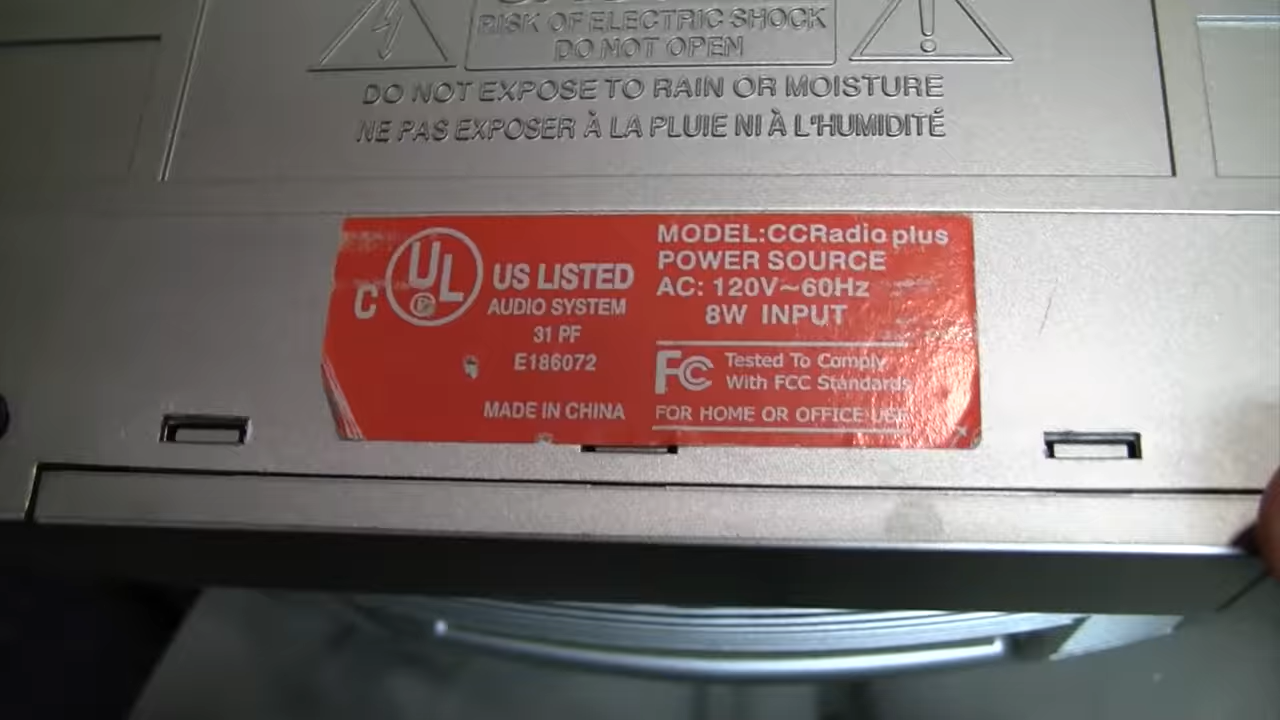 RISK OF ELECTRIC SHOCK
DO NOT OPEN
DO NOT EXPOSE TO RAIN OR MOISTURE
NE PAS EXPOSER À LA PLUIE NI À L'HUMIDITÉ
C UL US LISTED
AUDIO SYSTEM
31 PF
E186072
MADE IN CHINA
MODEL:CCRadio plus
POWER SOURCE
AC: 120V~60Hz
8W INPUT
FC Tested To Comply
With FCC Standards
FOR HOME OR OFFICE USE